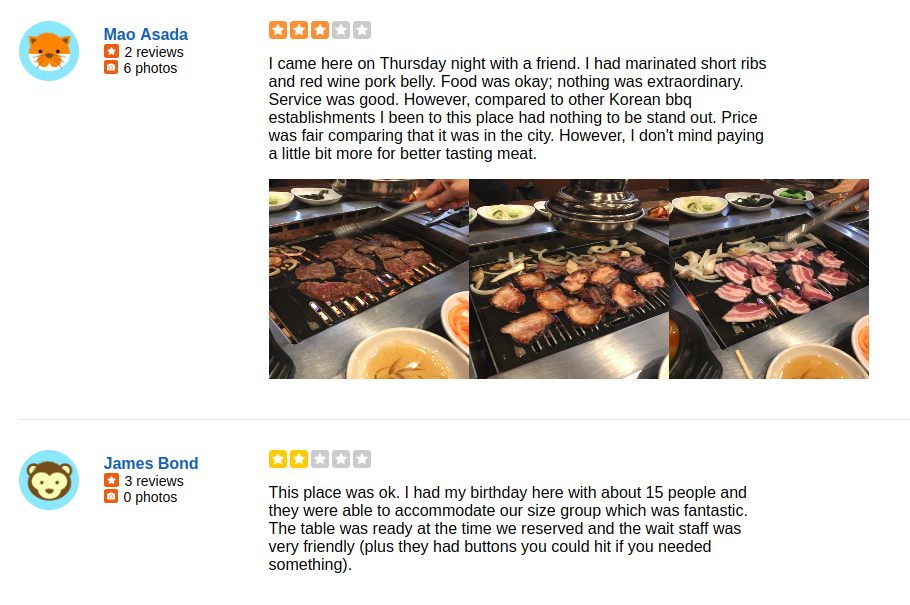 Mao Asada
2 reviews
6 photos
I came here on Thursday night with a friend. I had marinated short ribs
and red wine pork belly. Food was okay; nothing was extraordinary.
Service was good. However, compared to other Korean bbq
establishments I been to this place had nothing to be stand out. Price
was fair comparing that it was in the city. However, I don't mind paying
a little bit more for better tasting meat.
James Bond
3 reviews
0 photos
This place was ok. I had my birthday here with about 15 people and
they were able to accommodate our size group which was fantastic.
The table was ready at the time we reserved and the wait staff was
very friendly (plus they had buttons you could hit if you needed
something).